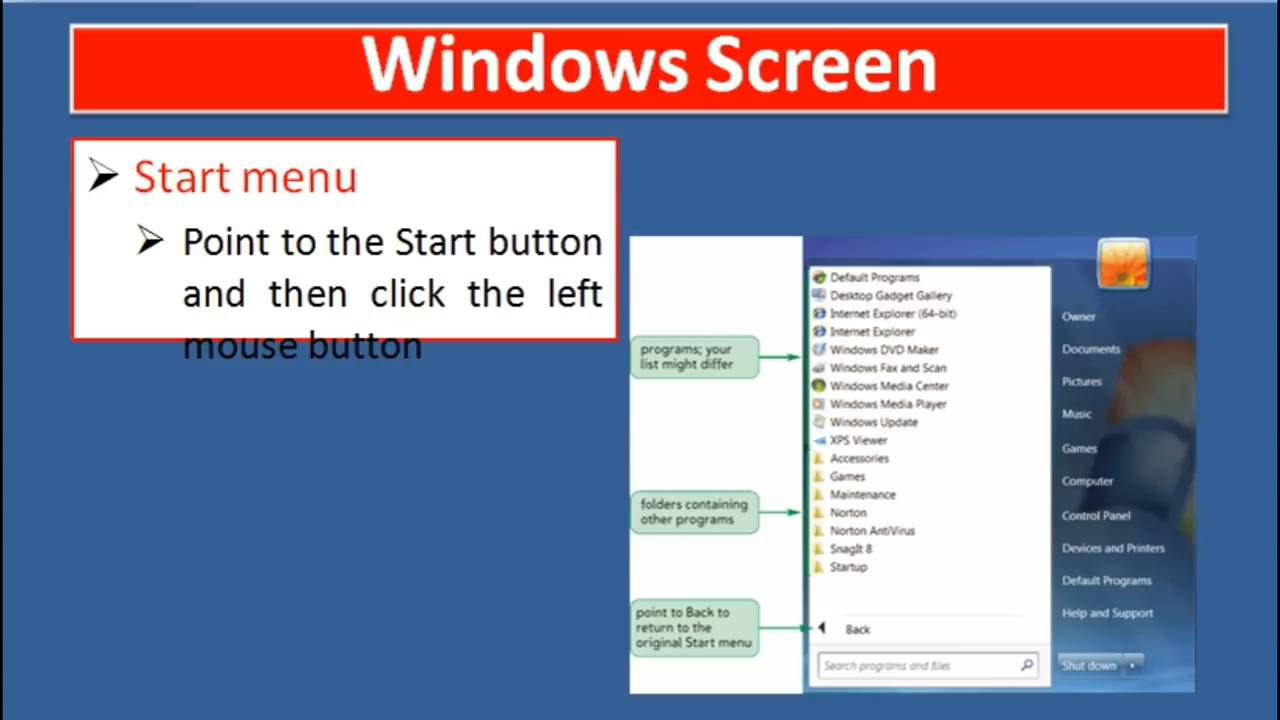 Windows Screen
Start menu
Point to the Start button
and then click the left
mouse button
programs; your
list might differ
folders containing
other programs
point to Back to
return to the
original Start menu
Default Programs
Desktop Gadget Gallery
Internet Explorer (64-bit)
Internet Explorer
Windows DVD Maker
Windows Fax and Scan
Windows Media Center
Windows Media Player
Windows Update
XPS Viewer
Accessories
Games
Maintenance
Norton
Norton AntiVirus
SnagIt 8
Startup
Back
Search programs and files
Owner
Documents
Pictures
Music
Games
Computer
Control Panel
Devices and Printers
Default Programs
Help and Support
Shut down